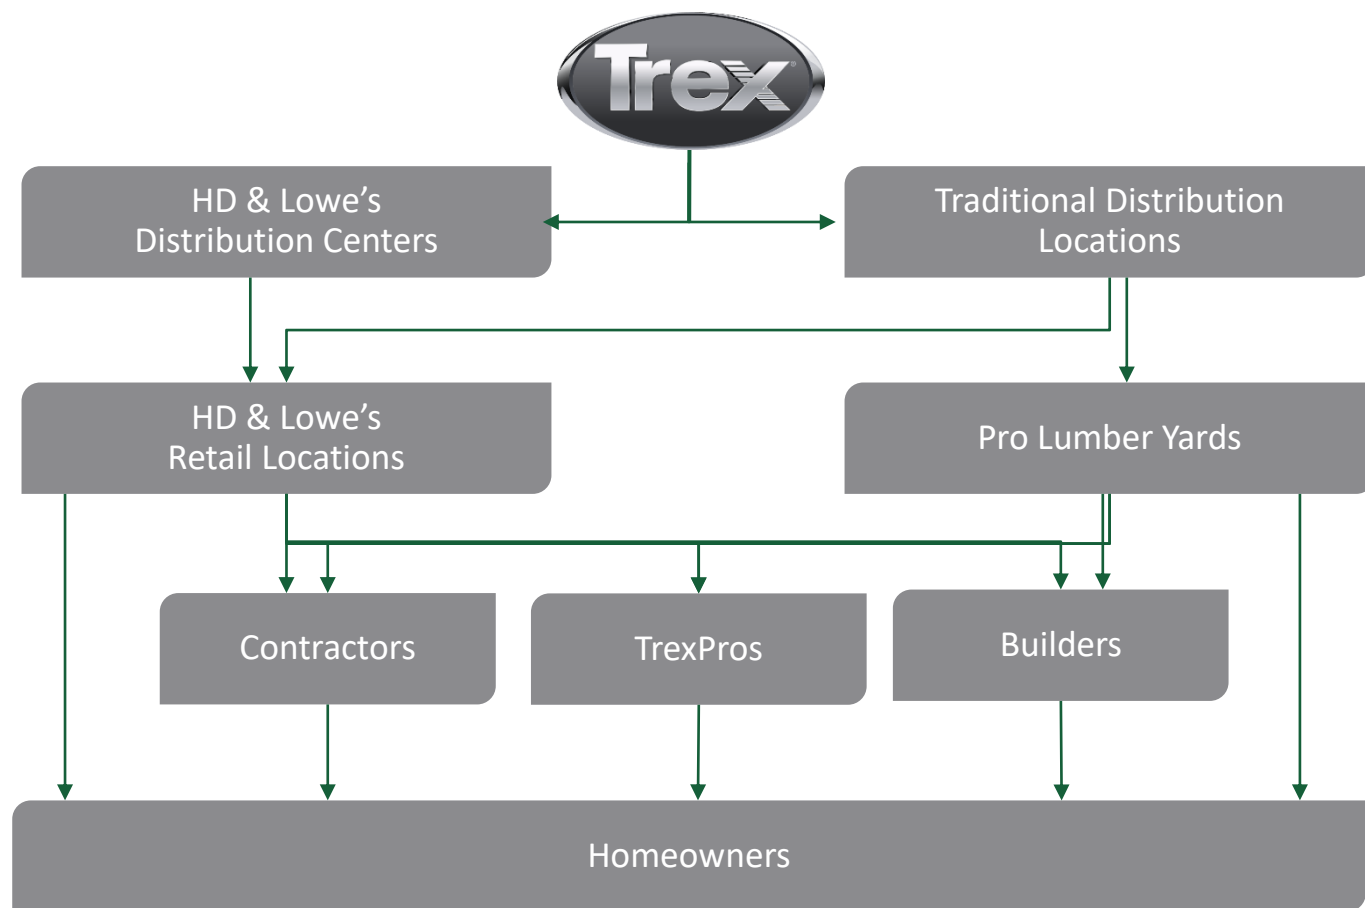 Trex
HD & Lowe’s
Distribution Centers
Traditional Distribution
Locations
HD & Lowe’s
Retail Locations
Pro Lumber Yards
Contractors
TrexPros
Builders
Homeowners